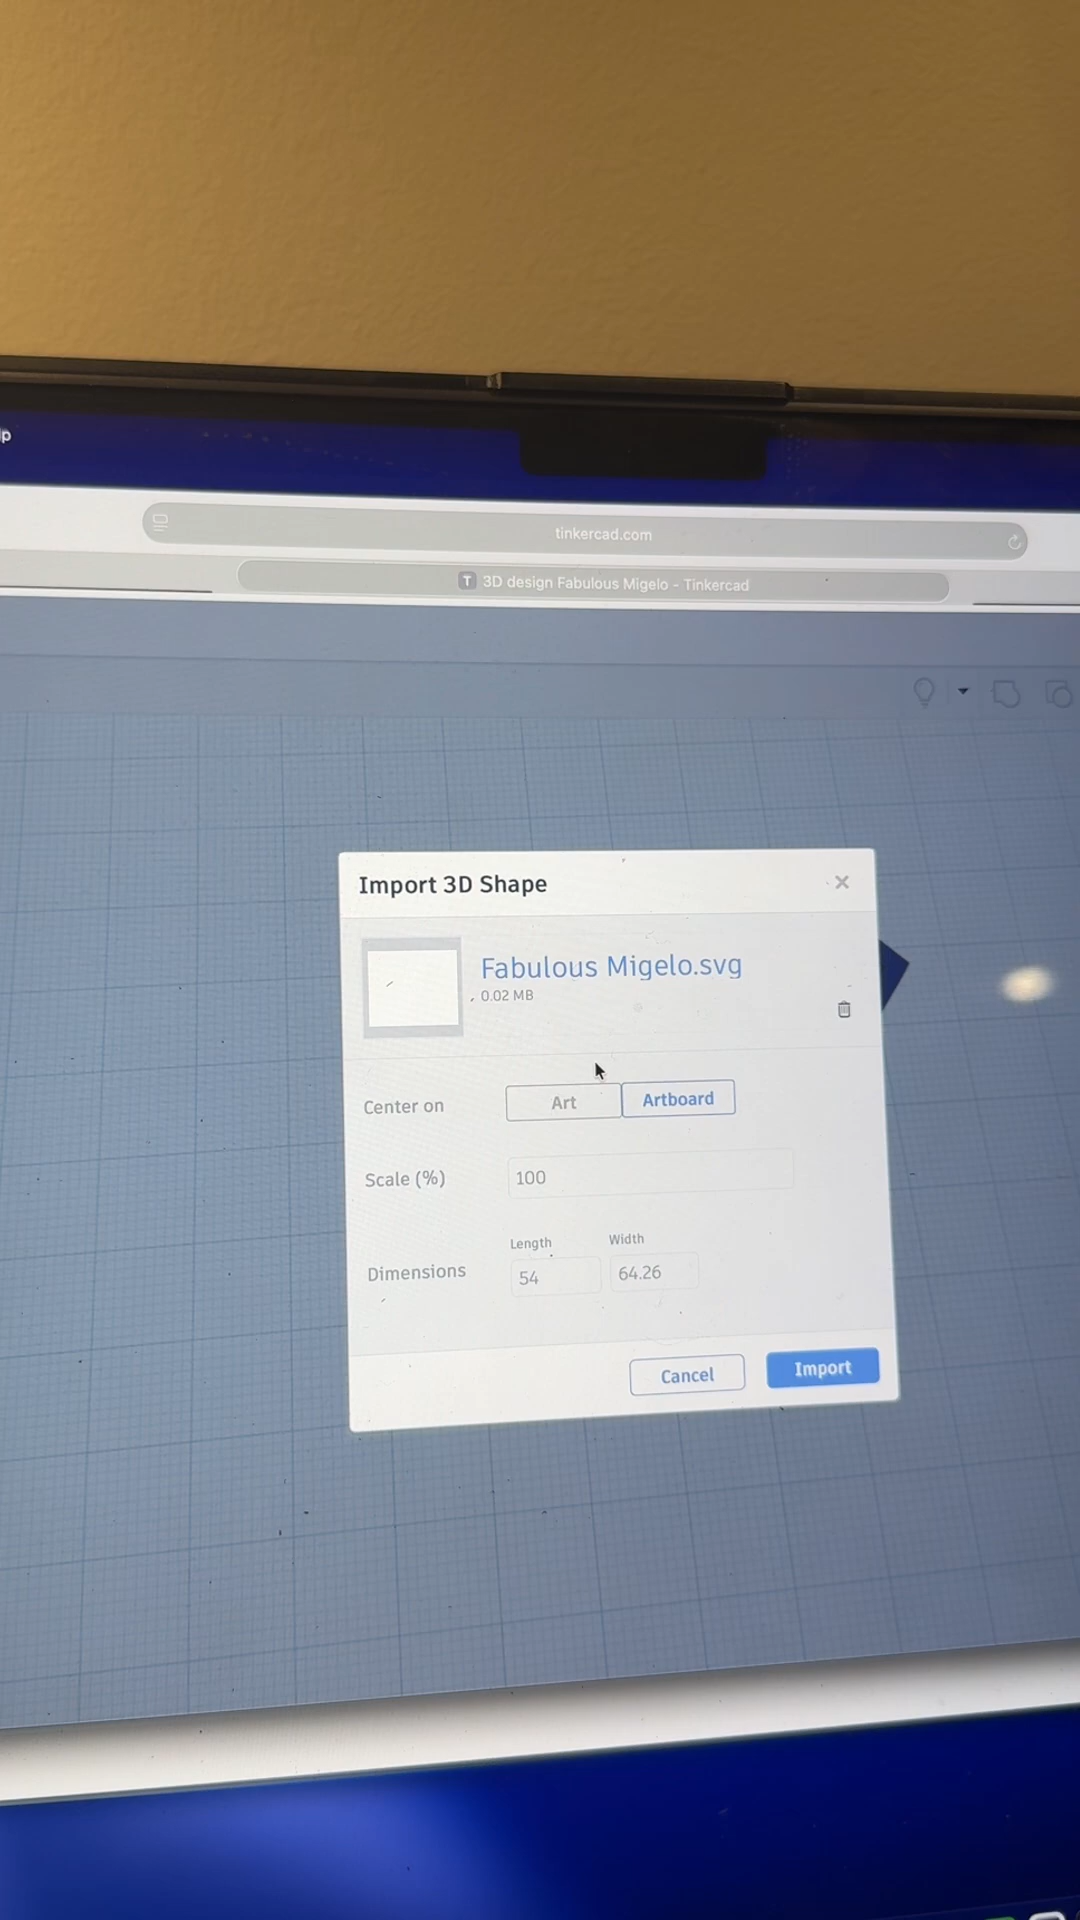 p
tinkercad.com
T 3D design Fabulous Migelo - Tinkercad
Import 3D Shape
Fabulous Migelo.svg
0.02 MB
Center on
Art
Artboard
Scale (%)
100
Length
Width
Dimensions
54
64.26
Cancel
Import